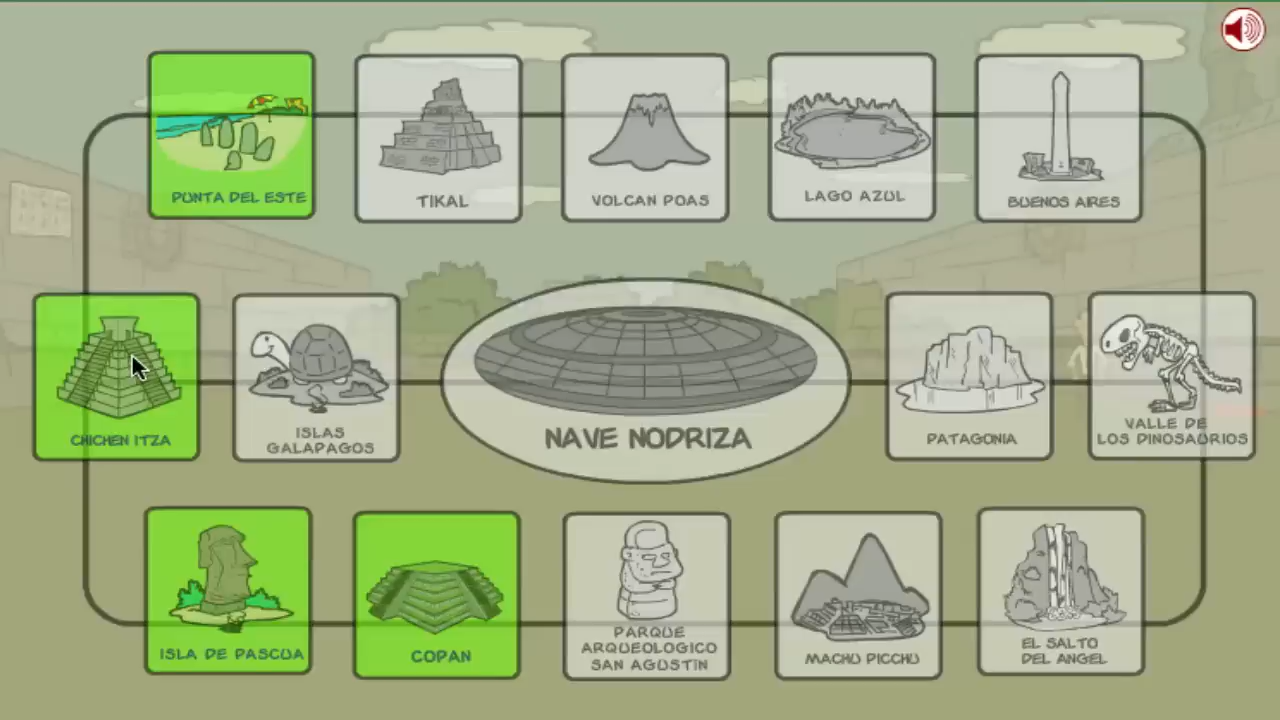 PUNTA DEL ESTE
TIKAL
VOLCAN POAS
LAGO AZUL
BUENOS AIRES
CHICHEN ITZA
ISLAS
GALAPAGOS
NAVE NODRIZA
PATAGONIA
VALLE DE
LOS DINOSAURIOS
ISLA DE PASCUA
COPAN
PARQUE
ARQUEOLOGICO
SAN AGUSTIN
MACHU PICCHU
EL SALTO
DEL ANGEL